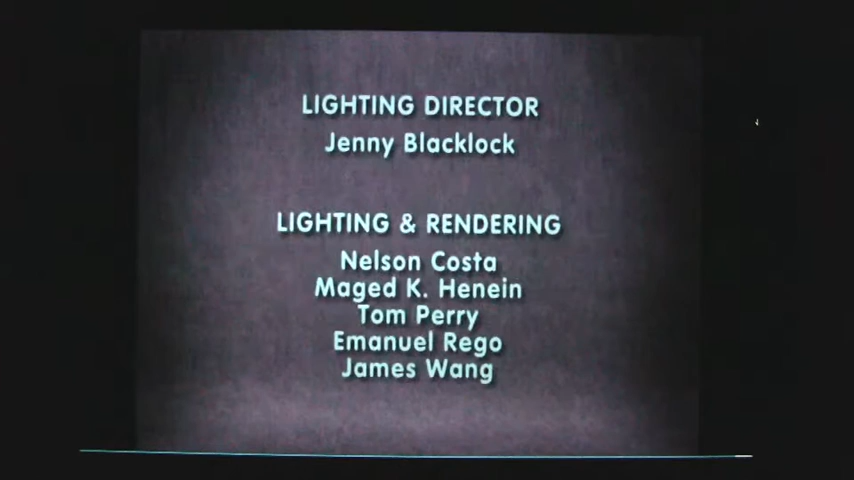 LIGHTING DIRECTOR
Jenny Blacklock
LIGHTING & RENDERING
Nelson Costa
Maged K. Henein
Tom Perry
Emanuel Rego
James Wang